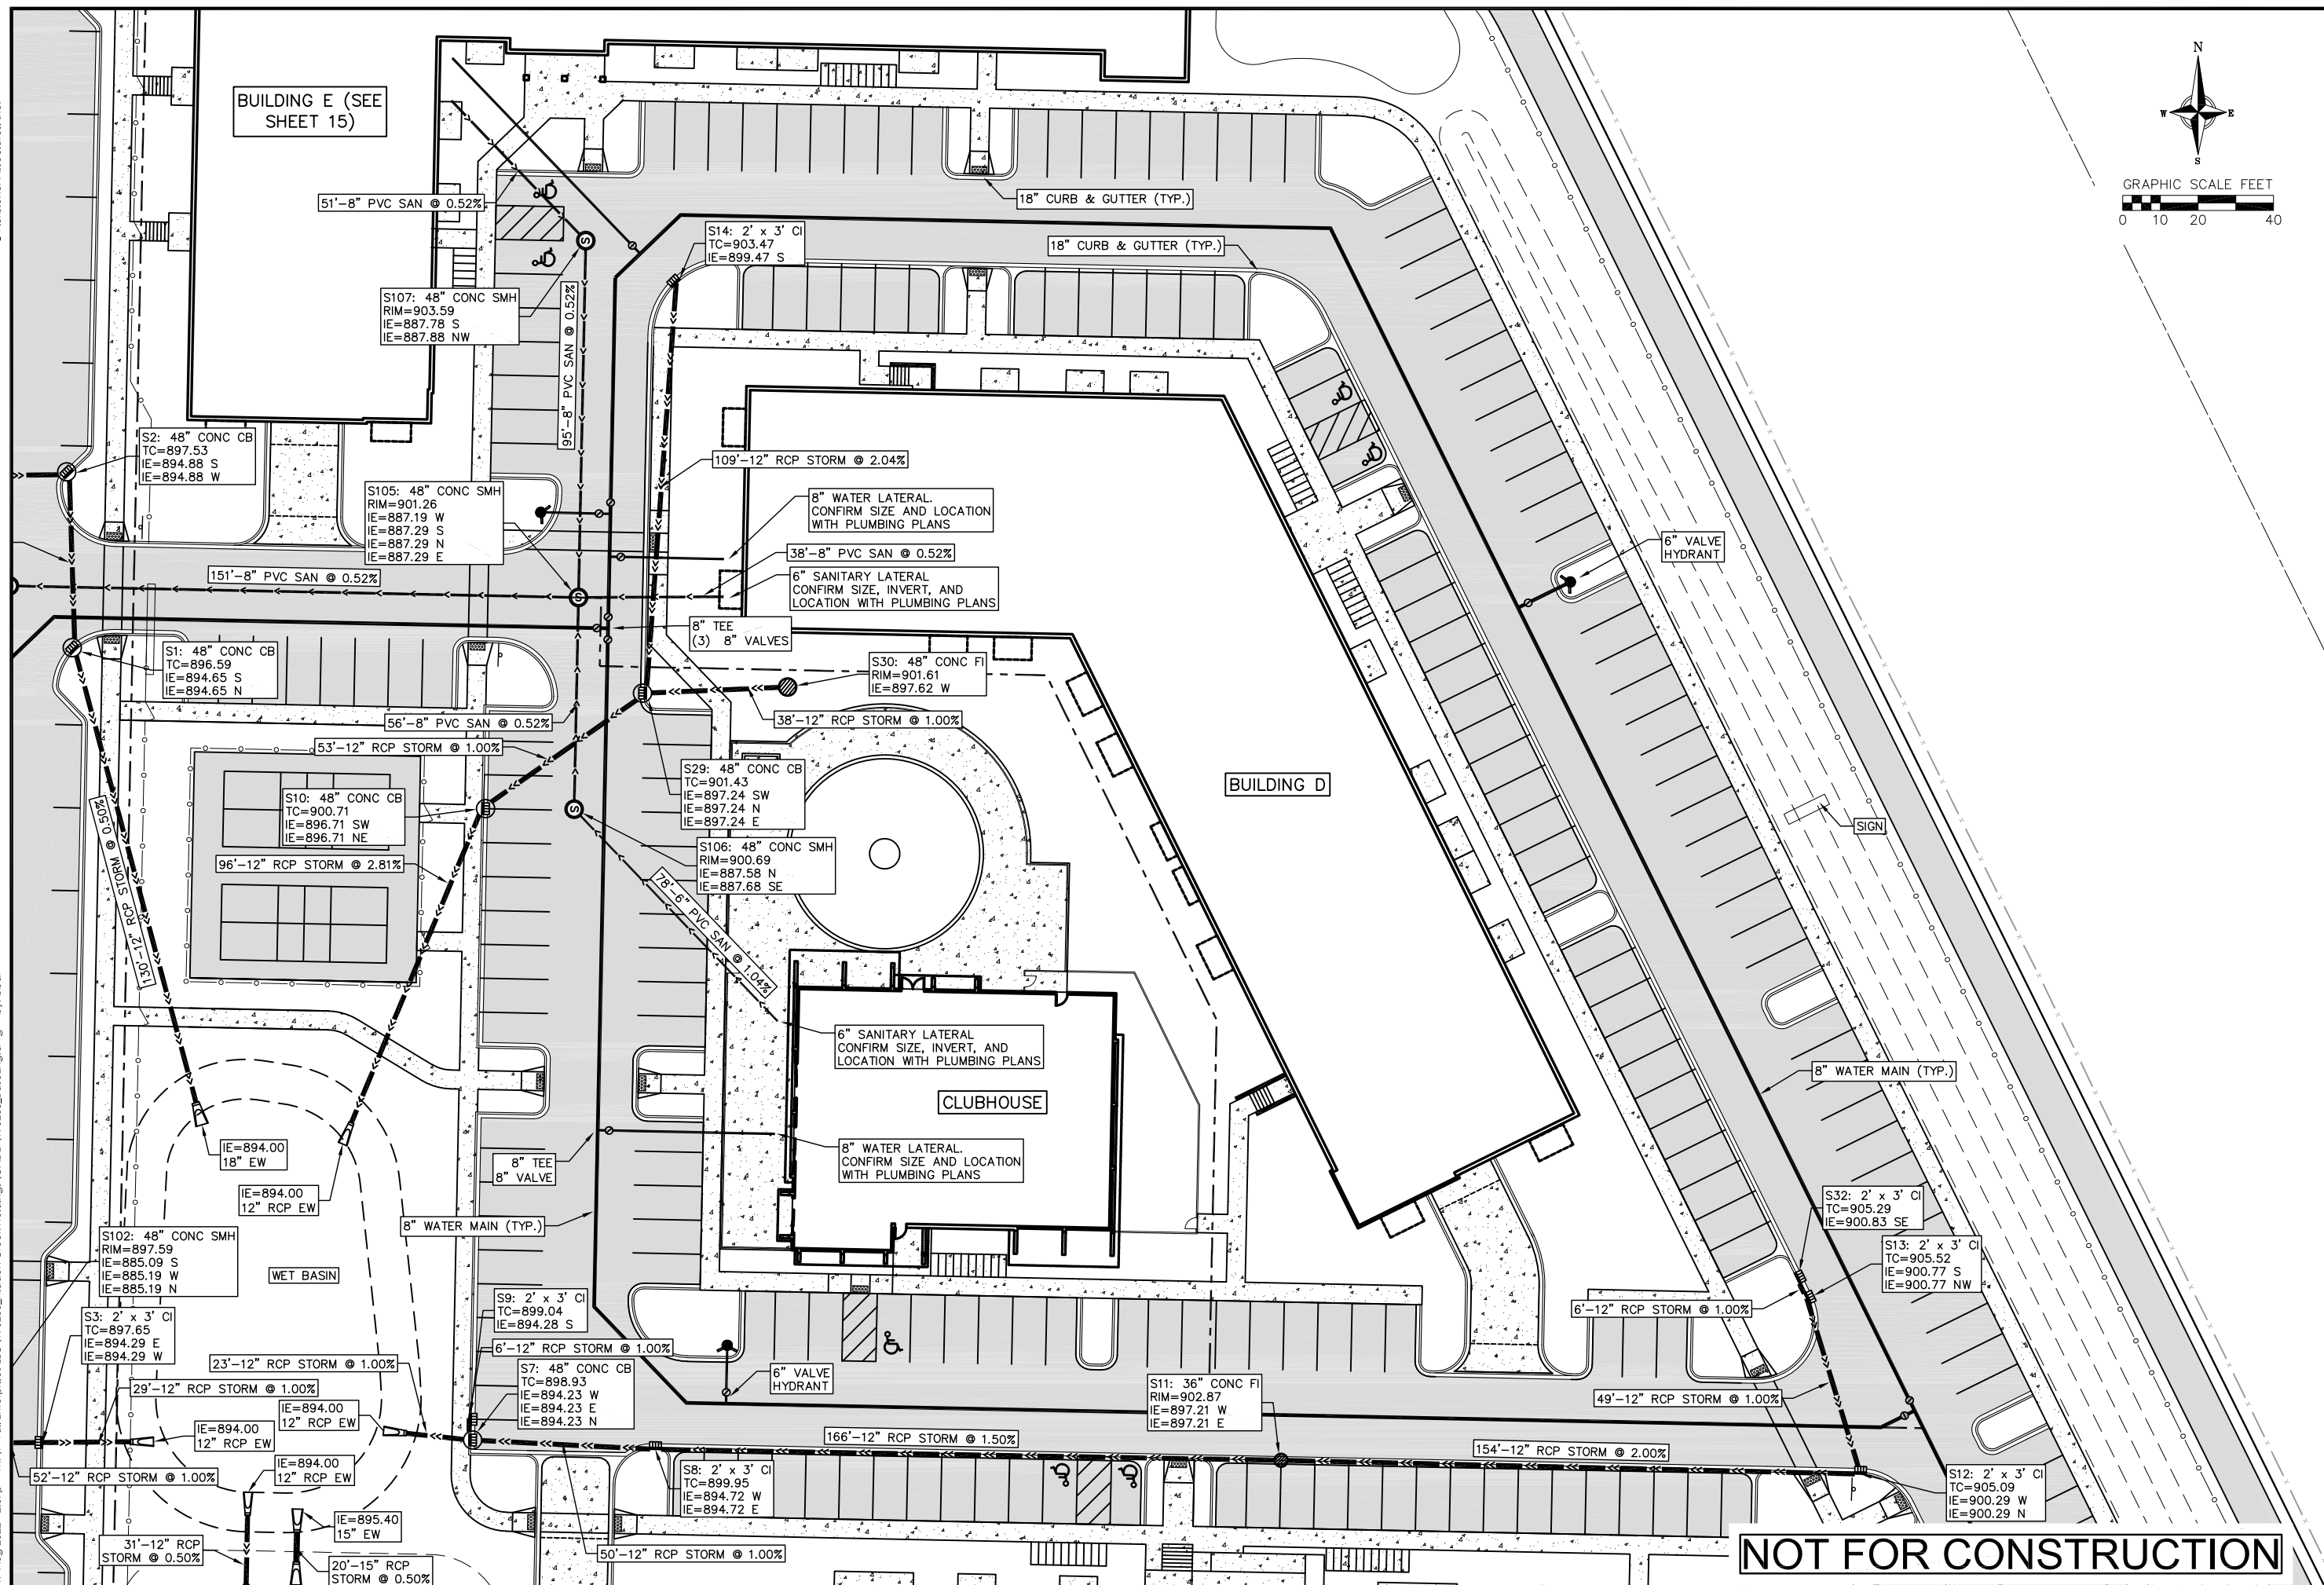 BUILDING E (SEE
SHEET 15)
N
W
E
S
GRAPHIC SCALE FEET
0 10 20 40
51'-8" PVC SAN @ 0.52%
18" CURB & GUTTER (TYP.)
S14: 2' x 3' CI
TC=903.47
IE=899.47 S
18" CURB & GUTTER (TYP.)
S107: 48" CONC SMH
RIM=903.59
IE=887.78 S
IE=887.88 NW
95'-8" PVC SAN @ 0.52%
S2: 48" CONC CB
TC=897.53
IE=894.88 S
IE=894.88 W
109'-12" RCP STORM @ 2.04%
S105: 48" CONC SMH
RIM=901.26
IE=887.19 W
IE=887.29 S
IE=887.29 N
IE=887.29 E
8" WATER LATERAL.
CONFIRM SIZE AND LOCATION
WITH PLUMBING PLANS
38'-8" PVC SAN @ 0.52%
6" VALVE
HYDRANT
151'-8" PVC SAN @ 0.52%
6" SANITARY LATERAL
CONFIRM SIZE, INVERT, AND
LOCATION WITH PLUMBING PLANS
S
S
S
8" TEE
(3) 8" VALVES
S1: 48" CONC CB
TC=896.59
IE=894.65 S
IE=894.65 N
S30: 48" CONC FI
RIM=901.61
IE=897.62 W
56'-8" PVC SAN @ 0.52%
38'-12" RCP STORM @ 1.00%
53'-12" RCP STORM @ 1.00%
S29: 48" CONC CB
TC=901.43
IE=897.24 SW
IE=897.24 N
IE=897.24 E
BUILDING D
S10: 48" CONC CB
TC=900.71
IE=896.71 SW
IE=896.71 NE
SIGN
130'-12" RCP STORM @ 0.50%
96'-12" RCP STORM @ 2.81%
S106: 48" CONC SMH
RIM=900.69
IE=887.58 N
IE=887.68 SE
78'-6" PVC SAN @ 1.04%
6" SANITARY LATERAL
CONFIRM SIZE, INVERT, AND
LOCATION WITH PLUMBING PLANS
8" WATER MAIN (TYP.)
CLUBHOUSE
IE=894.00
18" EW
8" TEE
8" VALVE
8" WATER LATERAL.
CONFIRM SIZE AND LOCATION
WITH PLUMBING PLANS
IE=894.00
12" RCP EW
8" WATER MAIN (TYP.)
S32: 2' x 3' CI
TC=905.29
IE=900.83 SE
S102: 48" CONC SMH
RIM=897.59
IE=885.09 S
IE=885.19 W
IE=885.19 N
WET BASIN
S13: 2' x 3' CI
TC=905.52
IE=900.77 S
IE=900.77 NW
S9: 2' x 3' CI
TC=899.04
IE=894.28 S
6'-12" RCP STORM @ 1.00%
S3: 2' x 3' CI
TC=897.65
IE=894.29 E
IE=894.29 W
6'-12" RCP STORM @ 1.00%
23'-12" RCP STORM @ 1.00%
S7: 48" CONC CB
TC=898.93
IE=894.23 W
IE=894.23 E
IE=894.23 N
6" VALVE
HYDRANT
29'-12" RCP STORM @ 1.00%
S11: 36" CONC FI
RIM=902.87
IE=897.21 W
IE=897.21 E
49'-12" RCP STORM @ 1.00%
IE=894.00
12" RCP EW
IE=894.00
12" RCP EW
166'-12" RCP STORM @ 1.50%
154'-12" RCP STORM @ 2.00%
52'-12" RCP STORM @ 1.00%
IE=894.00
12" RCP EW
S8: 2' x 3' CI
TC=899.95
IE=894.72 W
IE=894.72 E
S12: 2' x 3' CI
TC=905.09
IE=900.29 W
IE=900.29 N
IE=895.40
15" EW
31'-12" RCP
STORM @ 0.50%
50'-12" RCP STORM @ 1.00%
20'-15" RCP
STORM @ 0.50%
NOT FOR CONSTRUCTION